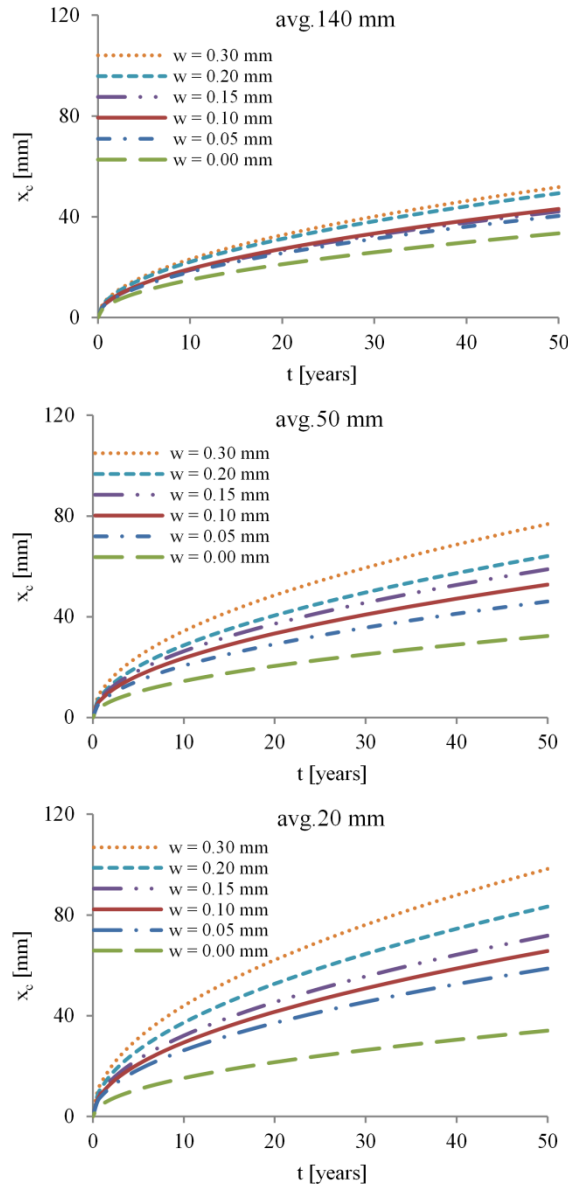 avg.140 mm
120
80
40
0
x_c [mm]
w = 0.30 mm
w = 0.20 mm
w = 0.15 mm
w = 0.10 mm
w = 0.05 mm
w = 0.00 mm
0 10 20 30 40 50
t [years]
avg.50 mm
120
80
40
0
x_c [mm]
w = 0.30 mm
w = 0.20 mm
w = 0.15 mm
w = 0.10 mm
w = 0.05 mm
w = 0.00 mm
0 10 20 30 40 50
t [years]
avg.20 mm
120
80
40
0
x_c [mm]
w = 0.30 mm
w = 0.20 mm
w = 0.15 mm
w = 0.10 mm
w = 0.05 mm
w = 0.00 mm
0 10 20 30 40 50
t [years]